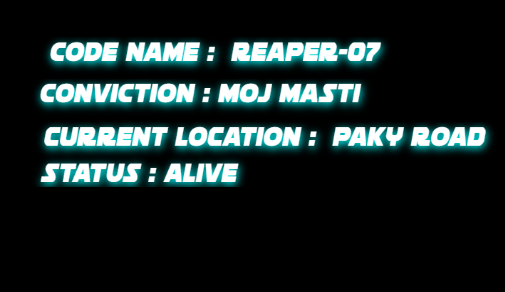 CODE NAME : REAPER-07
CONVICTION : MOJ MASTI
CURRENT LOCATION : PAKY ROAD
STATUS : ALIVE